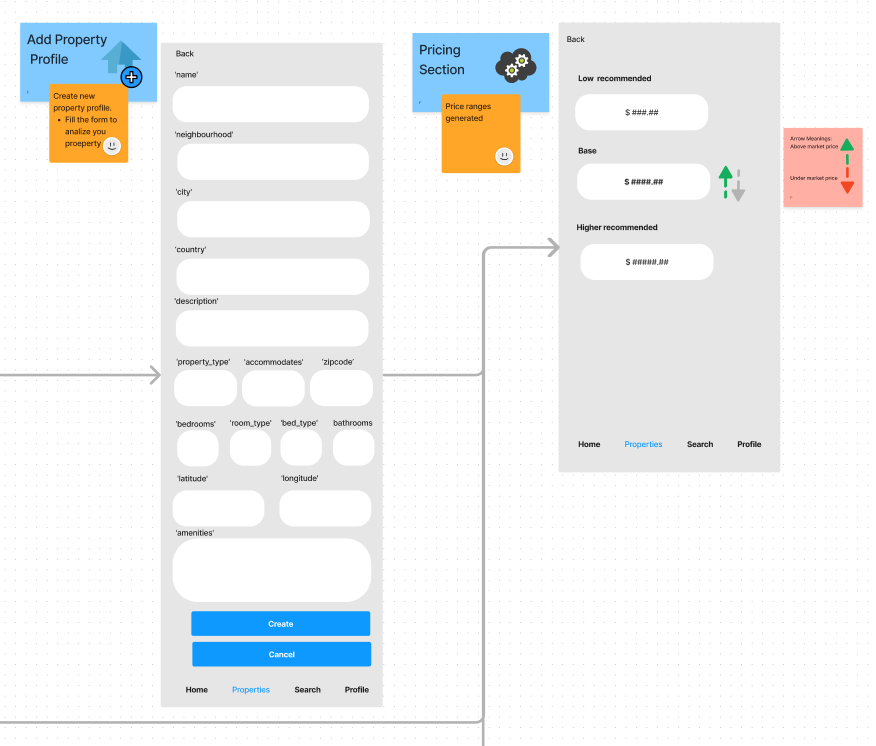 Add Property
Profile
Create new
property profile.
• Fill the form to
analize you
proeperty
Back
'name'
'neighbourhood'
'city'
'country'
'description'
'property_type'
'accommodates'
'zipcode'
'bedrooms'
'room_type'
'bed_type'
bathrooms
'latitude'
'longitude'
'amenities'
Create
Cancel
Home
Properties
Search
Profile
Pricing
Section
Price ranges
generated
Back
Low recommended
$ ###.##
Base
$ ####.##
Higher recommended
$ #####.##
Home
Properties
Search
Profile
Arrow Meanings:
Above market price
Under market price